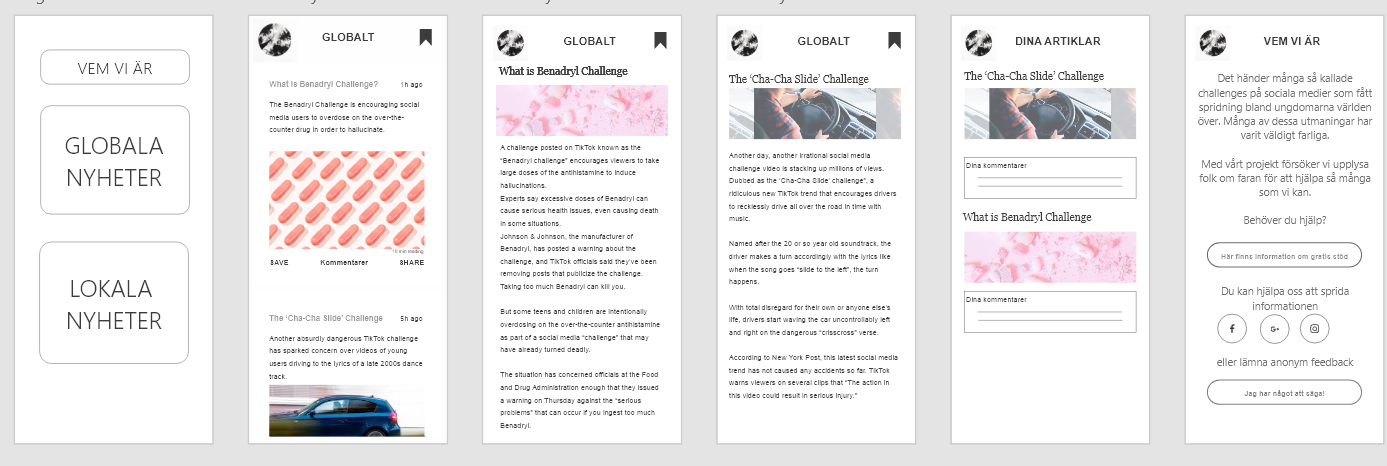 VEM VI ÄR
GLOBALA
NYHETER
LOKALA
NYHETER
GLOBALT
What is Benadryl Challenge?
1h ago
The Benadryl Challenge is encouraging social
media users to overdose on the over-the-
counter drug in order to hallucinate.
10 min reading
SAVE
Kommentarer
SHARE
The 'Cha-Cha Slide' Challenge
5h ago
Another absurdly dangerous TikTok challenge
has sparked concern over videos of young
users driving to the lyrics of a late 2000s dance
track.
GLOBALT
What is Benadryl Challenge
A challenge posted on TikTok known as the
"Benadryl challenge" encourages viewers to take
large doses of the antihistamine to induce
hallucinations.
Experts say excessive doses of Benadryl can
cause serious health issues, even causing death
in some situations.
Johnson & Johnson, the manufacturer of
Benadryl, has posted a warning about the
challenge, and TikTok officials said they've been
removing posts that publicize the challenge.
Taking too much Benadryl can kill you.
But some teens and children are intentionally
overdosing on the over-the-counter antihistamine
as part of a social media "challenge" that may
have already turned deadly.
The situation has concerned officials at the Food
and Drug Administration enough that they issued
a warning on Thursday against the "serious
problems" that can occur if you ingest too much
Benadryl.
GLOBALT
The 'Cha-Cha Slide' Challenge
Another day, another irrational social media
challenge video is stacking up millions of views.
Dubbed as the 'Cha-Cha Slide' challenge", a
ridiculous new TikTok trend that encourages drivers
to recklessly drive all over the road in time with
music.
Named after the 20 or so year old soundtrack, the
driver makes a turn accordingly with the lyrics like
when the song goes "slide to the left", the turn
happens.
With total disregard for their own or anyone else's
life, drivers start waving the car uncontrollably left
and right on the dangerous "crisscross" verse.
According to New York Post, this latest social media
trend has not caused any accidents so far. TikTok
warns viewers on several clips that "The action in
this video could result in serious injury."
DINA ARTIKLAR
The 'Cha-Cha Slide' Challenge
Dina kommentarer
What is Benadryl Challenge
Dina kommentarer
VEM VI ÄR
Det händer många så kallade
challenges på sociala medier som fått
spridning bland ungdomarna världen
över. Många av dessa utmaningar har
varit väldigt farliga.
Med vårt projekt försöker vi upplysa
folk om faran för att hjälpa så många
som vi kan.
Behöver du hjälp?
Här finns information om gratis stöd
Du kan hjälpa oss att sprida
informationen
f
G+
eller lämna anonym feedback
Jag har något att säga!